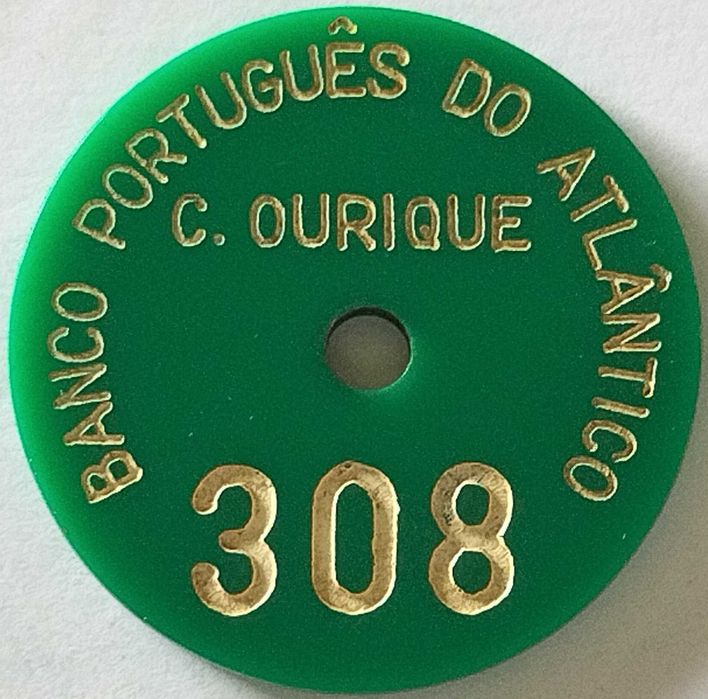 BANCO PORTUGUÊS DO ATLÂNTICO
C. OURIQUE
308